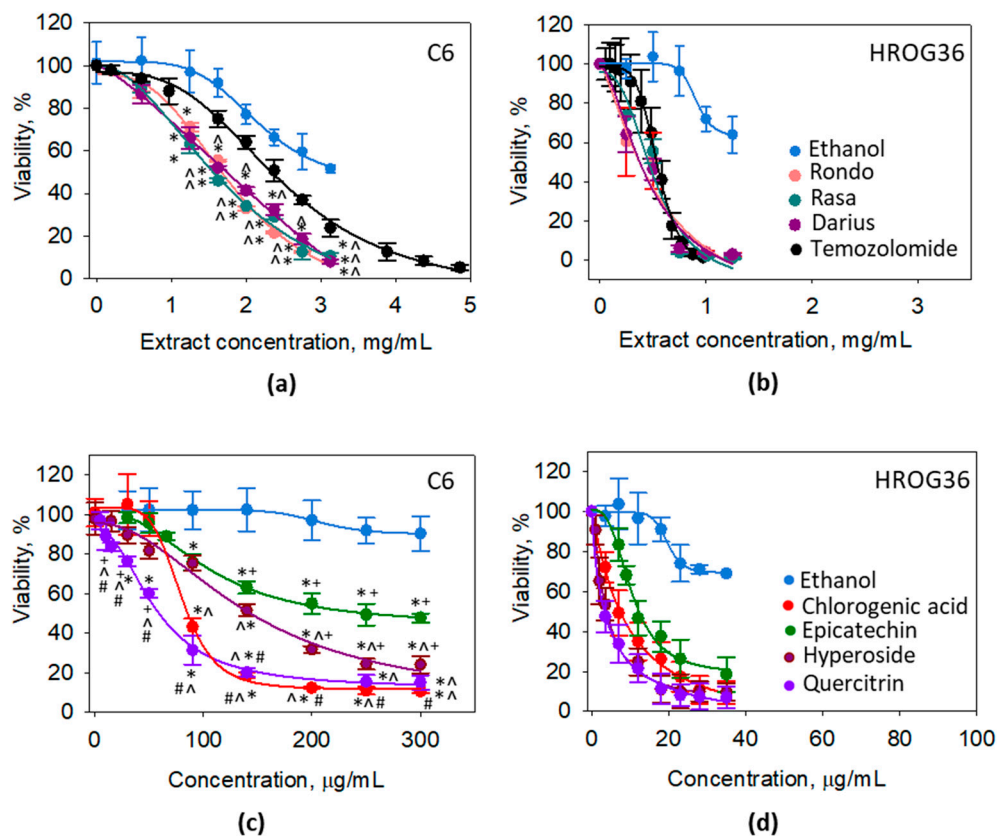 C6
Viability, %
120
100
80
60
40
20
0
0 1 2 3 4 5
Extract concentration, mg/mL
(a)
HROG36
Viability, %
120
100
80
60
40
20
0
Ethanol
Rondo
Rasa
Darius
Temozolomide
0 1 2 3
Extract concentration, mg/mL
(b)
C6
Viability, %
120
100
80
60
40
20
0
0 100 200 300
Concentration, µg/mL
(c)
HROG36
Viability, %
120
100
80
60
40
20
0
Ethanol
Chlorogenic acid
Epicatechin
Hyperoside
Quercitrin
0 20 40 60 80 100
Concentration, µg/mL
(d)